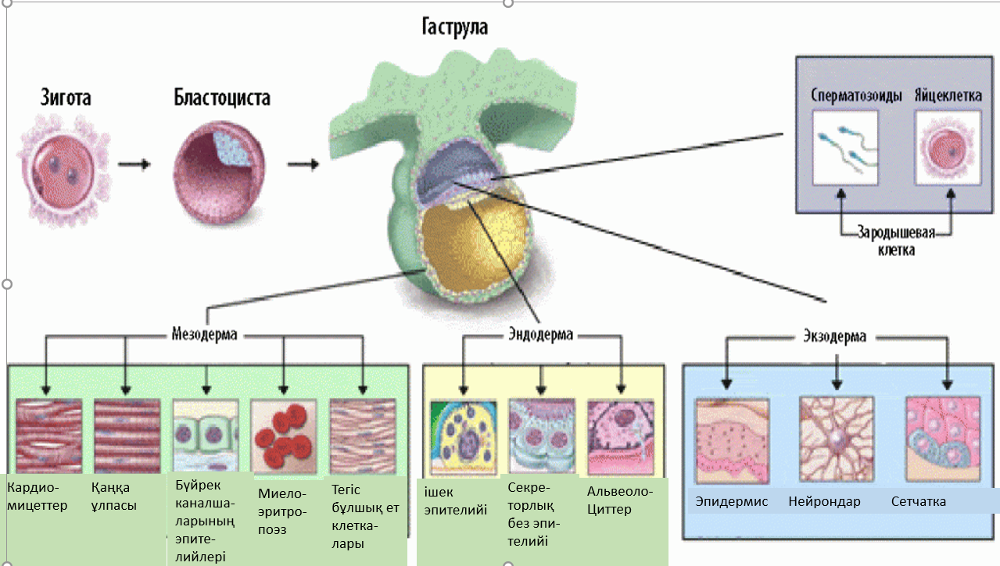 Гаструла
Зигота
Бластоциста
Сперматозоиды
Яйцеклетка
Зародышевая
клетка
Мезодерма
Эндодерма
Экзодерма
Кардио-
мицеттер
Қаңқа
ұлпасы
Бүйрек
каналша-
ларының
эпите-
лийлері
Миело-
эритро-
поэз
Тегіс
бұлшық ет
клетка-
лары
ішек
эпителийі
Секре-
торлық
без эпи-
телийі
Альвеоло-
Циттер
Эпидермис
Нейрондар
Сетчатка